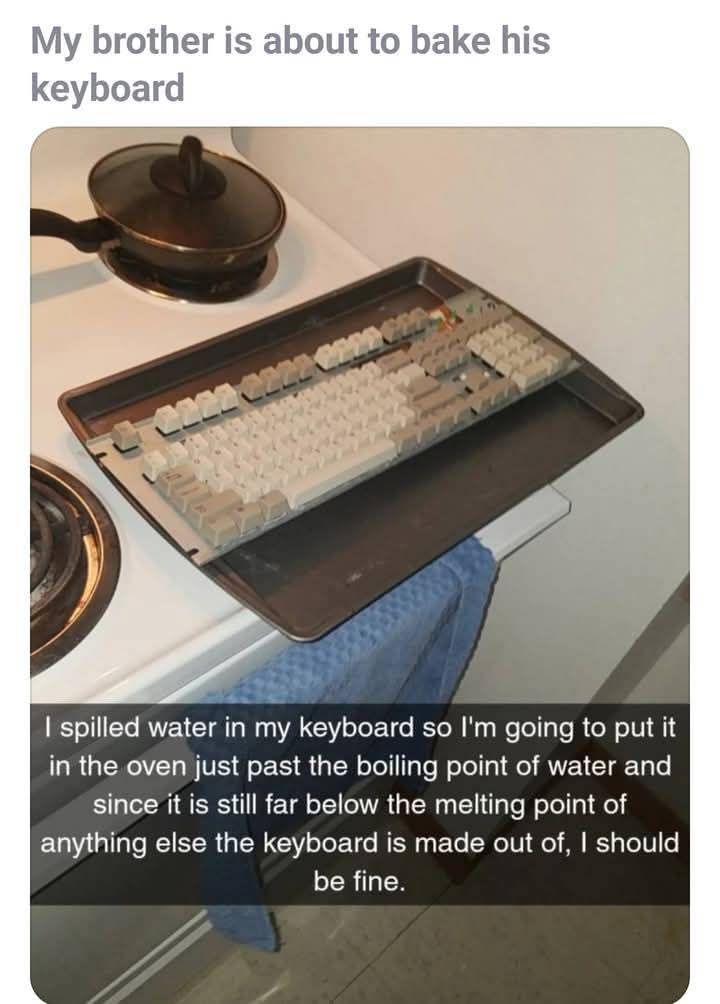 My brother is about to bake his
keyboard
I spilled water in my keyboard so I'm going to put it
in the oven just past the boiling point of water and
since it is still far below the melting point of
anything else the keyboard is made out of, I should
be fine.